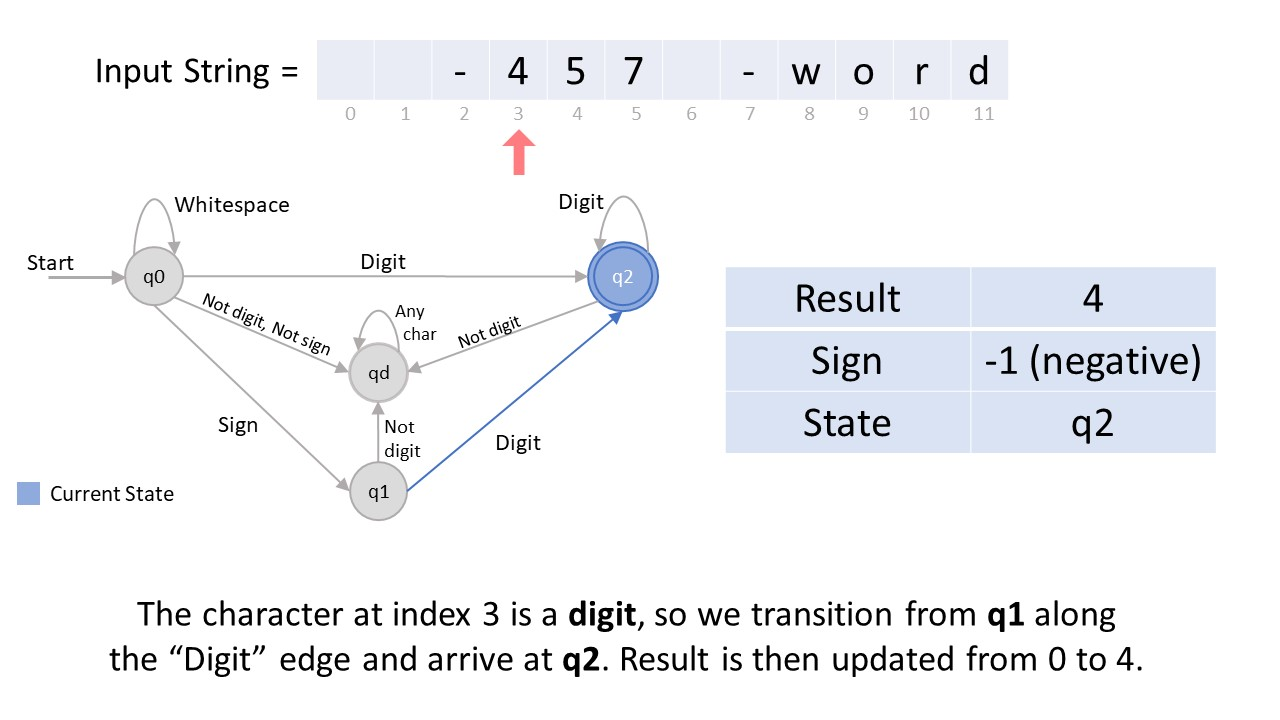 Input String = - 4 5 7 - w o r d
0 1 2 3 4 5 6 7 8 9 10 11
Whitespace
Digit
Start
q0
Digit
q2
Not digit, Not sign
Any
char
Not digit
qd
Sign
Not
digit
Digit
q1
Current State
Result 4
Sign -1 (negative)
State q2
The character at index 3 is a digit, so we transition from q1 along
the “Digit” edge and arrive at q2. Result is then updated from 0 to 4.